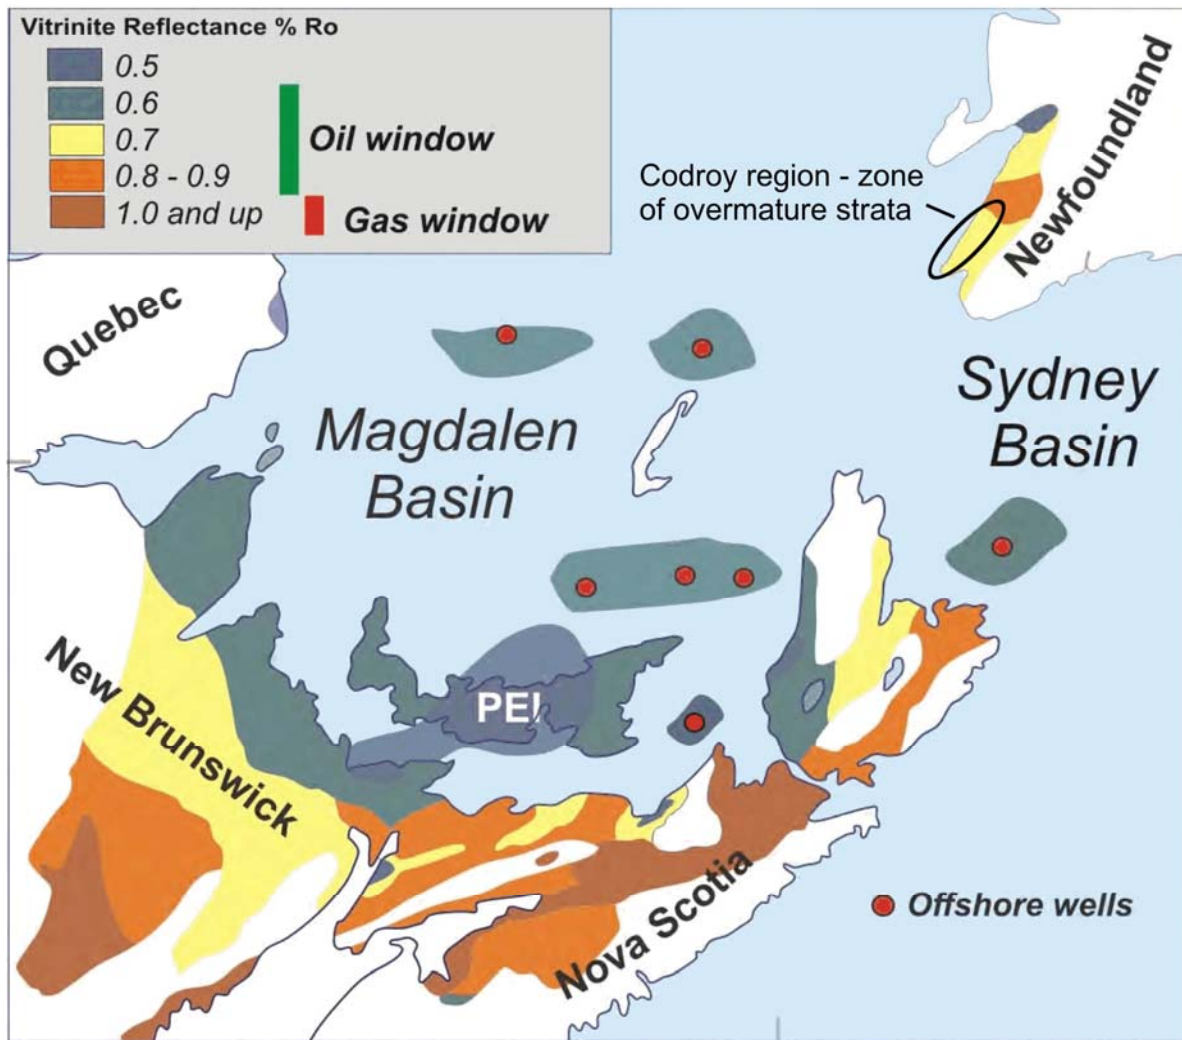 Vitrinite Reflectance % Ro
0.5
0.6
0.7
0.8 - 0.9
1.0 and up
Oil window
Gas window
Codroy region - zone
of overmature strata
Newfoundland
Quebec
Magdalen
Basin
Sydney
Basin
New Brunswick
PEI
Nova Scotia
Offshore wells